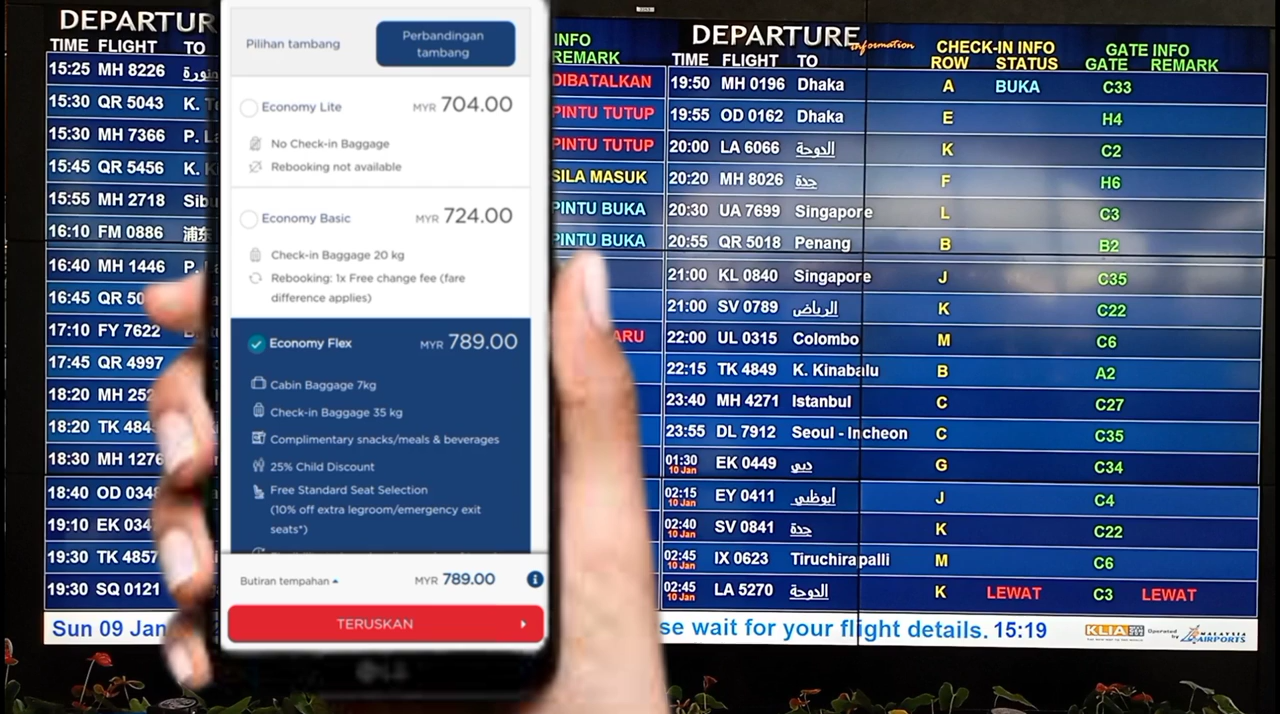 DEPARTUR
TIME FLIGHT TO
15:25 MH 8226
15:30 QR 5043 K.
15:30 MH 7366 P.
15:45 QR 5456 K.
15:55 MH 2718 Sibu
16:10 FM 0886 浦东
16:40 MH 1446 P.
16:45 QR
17:10 FY 7622
17:45 QR 4997
18:20 MH
18:20 TK
18:30 MH 1276
18:40 OD
19:10 EK
19:30 TK 4857
19:30 SQ 0121
Sun 09 Jan
Pilihan tambang
Perbandingan
tambang
Economy Lite MYR 704.00
No Check-in Baggage
Rebooking not available
Economy Basic MYR 724.00
Check-in Baggage 20 kg
Rebooking: 1x Free change fee (fare
difference applies)
Economy Flex MYR 789.00
Cabin Baggage 7kg
Check-in Baggage 35 kg
Complimentary snacks/meals & beverages
25% Child Discount
Free Standard Seat Selection
(10% off extra legroom/emergency exit
seats*)
Butiran tempahan MYR 789.00
TERUSKAN
LG
INFO
REMARK
DIBATALKAN
PINTU TUTUP
PINTU TUTUP
SILA MASUK
PINTU BUKA
PINTU BUKA
ARU
DEPARTURE information CHECK-IN INFO GATE INFO
TIME FLIGHT TO ROW STATUS GATE REMARK
19:50 MH 0196 Dhaka A BUKA C33
19:55 OD 0162 Dhaka E H4
20:00 LA 6066 الدوحة K C2
20:20 MH 8026 جدة F H6
20:30 UA 7699 Singapore L C3
20:55 QR 5018 Penang B B2
21:00 KL 0840 Singapore J C35
21:00 SV 0789 الرياض K C22
22:00 UL 0315 Colombo M C6
22:15 TK 4849 K. Kinabalu B A2
23:40 MH 4271 Istanbul C C27
23:55 DL 7912 Seoul - Incheon C C35
01:30 10 Jan EK 0449 دبي G C34
02:15 10 Jan EY 0411 أبوظبي J C4
02:40 10 Jan SV 0841 جدة K C22
02:45 10 Jan IX 0623 Tiruchirapalli M C6
02:45 10 Jan LA 5270 الدوحة K LEWAT C3 LEWAT
se wait for your flight details. 15:19
KLIA Operated by MALAYSIA AIRPORTS